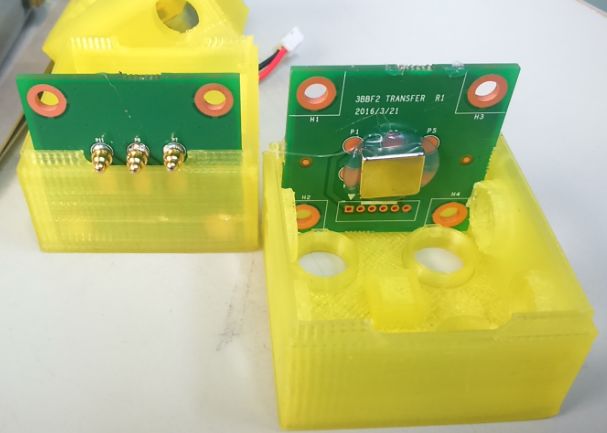 3BBF2 TRANSFER R1
2016/3/21
H1
H3
P1
P5
H2
H4